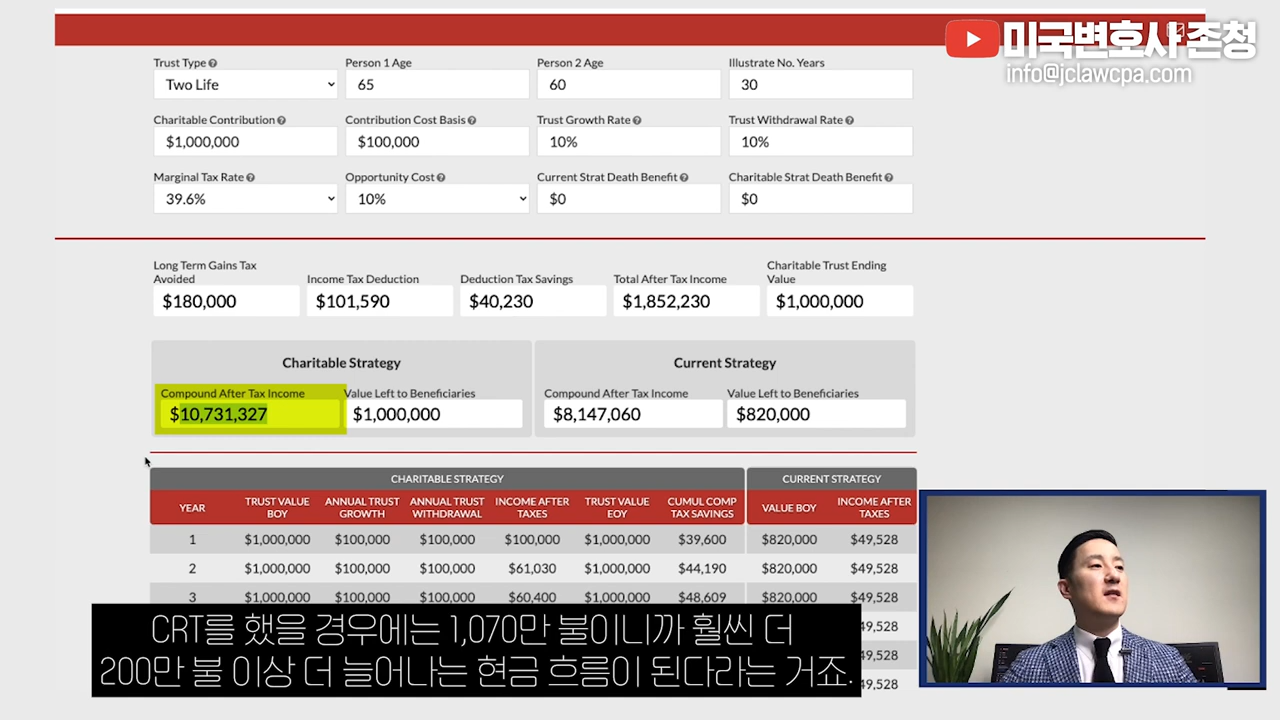 미국변호사 존청
info@jclawcpa.com
Trust Type
Person 1 Age
Person 2 Age
Illustrate No. Years
Two Life
65
60
30
Charitable Contribution
Contribution Cost Basis
Trust Growth Rate
Trust Withdrawal Rate
$1,000,000
$100,000
10%
10%
Marginal Tax Rate
Opportunity Cost
Current Strat Death Benefit
Charitable Strat Death Benefit
39.6%
10%
$0
$0
Long Term Gains Tax
Avoided
Income Tax Deduction
Deduction Tax Savings
Total After Tax Income
Charitable Trust Ending
Value
$180,000
$101,590
$40,230
$1,852,230
$1,000,000
Charitable Strategy
Current Strategy
Compound After Tax Income
Value Left to Beneficiaries
Compound After Tax Income
Value Left to Beneficiaries
$10,731,327
$1,000,000
$8,147,060
$820,000
CHARITABLE STRATEGY
CURRENT STRATEGY
YEAR
TRUST VALUE
BOY
ANNUAL TRUST
GROWTH
ANNUAL TRUST
WITHDRAWAL
INCOME AFTER
TAXES
TRUST VALUE
EOY
CUMUL COMP
TAX SAVINGS
VALUE BOY
INCOME AFTER
TAXES
1 $1,000,000 $100,000 $100,000 $100,000 $1,000,000 $39,600 $820,000 $49,528
2 $1,000,000 $100,000 $100,000 $61,030 $1,000,000 $44,190 $820,000 $49,528
3 $1,000,000 $100,000 $100,000 $60,400 $1,000,000 $48,609 $820,000 $49,528
CRT를 했을 경우에는 1,070만 불이니까 훨씬 더
200만 불 이상 더 늘어나는 현금 흐름이 된다라는 거죠.